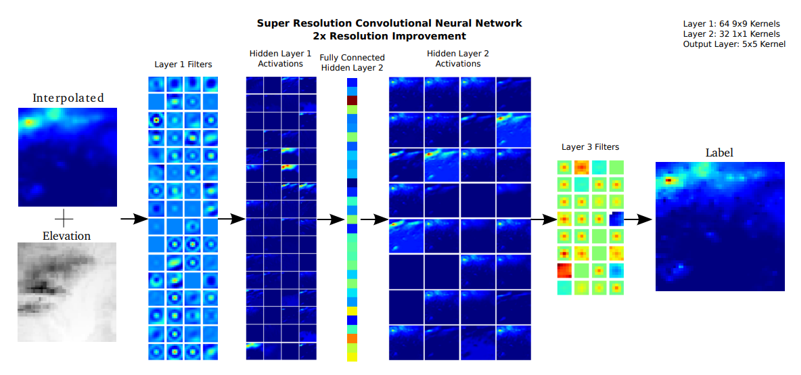 Super Resolution Convolutional Neural Network
2x Resolution Improvement
Layer 1: 64 9x9 Kernels
Layer 2: 32 1x1 Kernels
Output Layer: 5x5 Kernel
Interpolated
Elevation
Layer 1 Filters
Hidden Layer 1
Activations
Fully Connected
Hidden Layer 2
Hidden Layer 2
Activations
Layer 3 Filters
Label